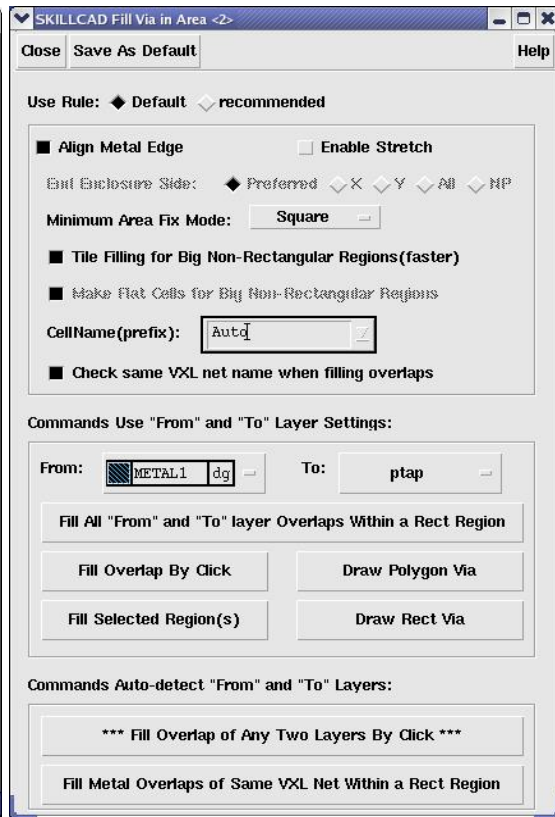 SKILLCAD Fill Via in Area <2>
Close Save As Default Help
Use Rule: Default recommended
Align Metal Edge Enable Stretch
End Enclosure Side: Preferred X Y All NP
Minimum Area Fix Mode: Square
Tile Filling for Big Non-Rectangular Regions(faster)
Make Flat Cells for Big Non-Rectangular Regions
CellName(prefix): Auto
Check same VXL net name when filling overlaps
Commands Use "From" and "To" Layer Settings:
From: METAL1 dg To: ptap
Fill All "From" and "To" layer Overlaps Within a Rect Region
Fill Overlap By Click Draw Polygon Via
Fill Selected Region(s) Draw Rect Via
Commands Auto-detect "From" and "To" Layers:
*** Fill Overlap of Any Two Layers By Click ***
Fill Metal Overlaps of Same VXL Net Within a Rect Region